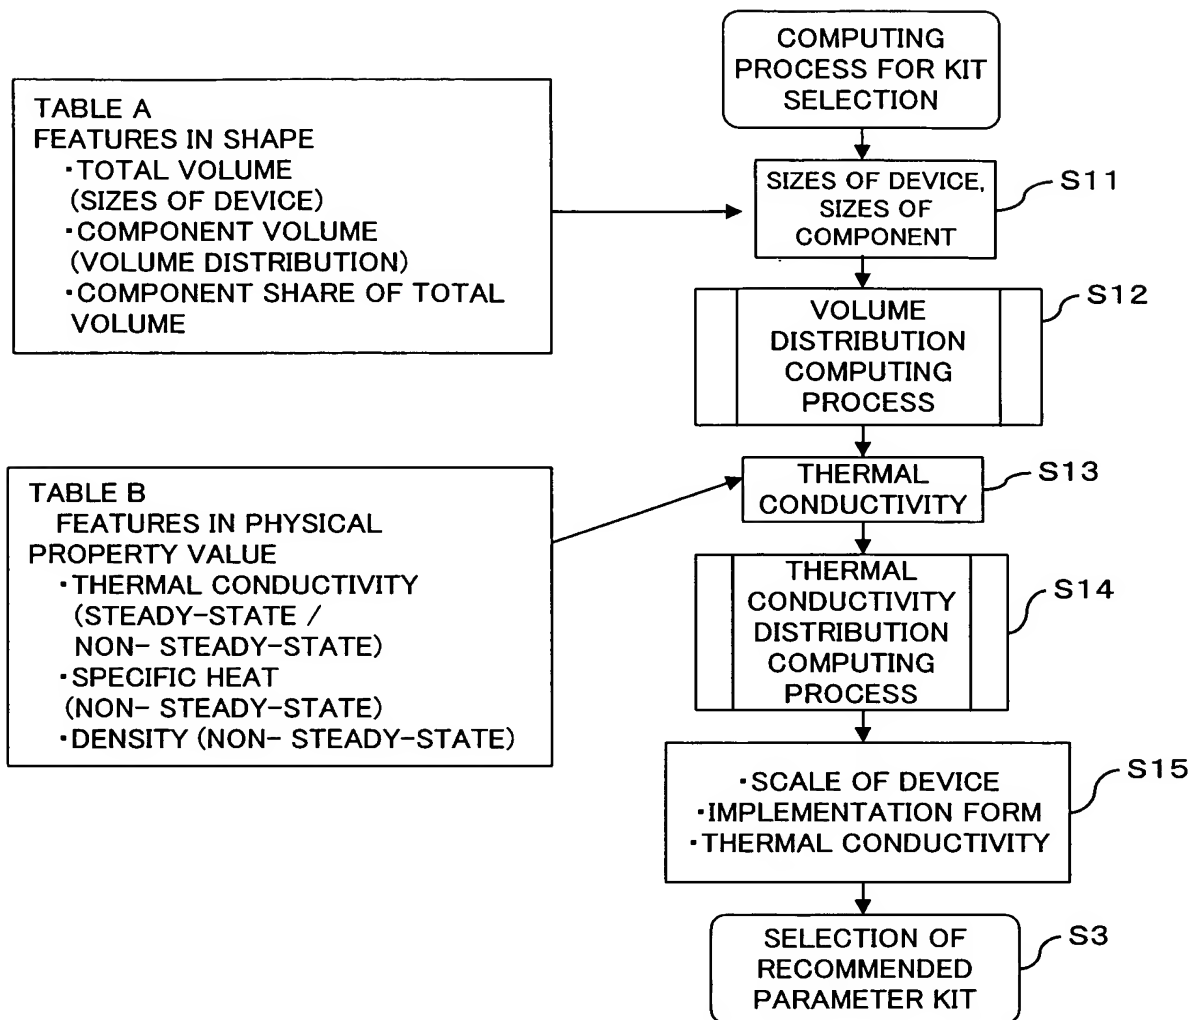 COMPUTING
PROCESS FOR KIT
SELECTION
TABLE A
FEATURES IN SHAPE
・TOTAL VOLUME
(SIZES OF DEVICE)
・COMPONENT VOLUME
(VOLUME DISTRIBUTION)
・COMPONENT SHARE OF TOTAL
VOLUME
SIZES OF DEVICE,
SIZES OF
COMPONENT
S11
VOLUME
DISTRIBUTION
COMPUTING
PROCESS
S12
TABLE B
FEATURES IN PHYSICAL
PROPERTY VALUE
・THERMAL CONDUCTIVITY
(STEADY-STATE /
NON- STEADY-STATE)
・SPECIFIC HEAT
(NON- STEADY-STATE)
・DENSITY (NON- STEADY-STATE)
THERMAL
CONDUCTIVITY
S13
THERMAL
CONDUCTIVITY
DISTRIBUTION
COMPUTING
PROCESS
S14
・SCALE OF DEVICE
・IMPLEMENTATION FORM
・THERMAL CONDUCTIVITY
S15
SELECTION OF
RECOMMENDED
PARAMETER KIT
S3